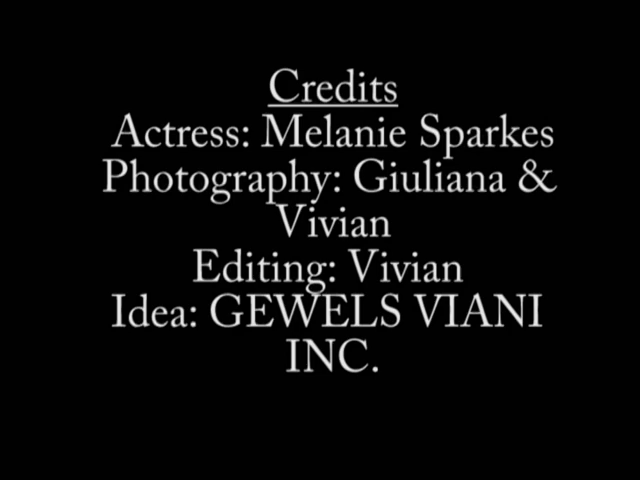 Credits
Actress: Melanie Sparkes
Photography: Giuliana &
Vivian
Editing: Vivian
Idea: GEWELS VIANI
INC.